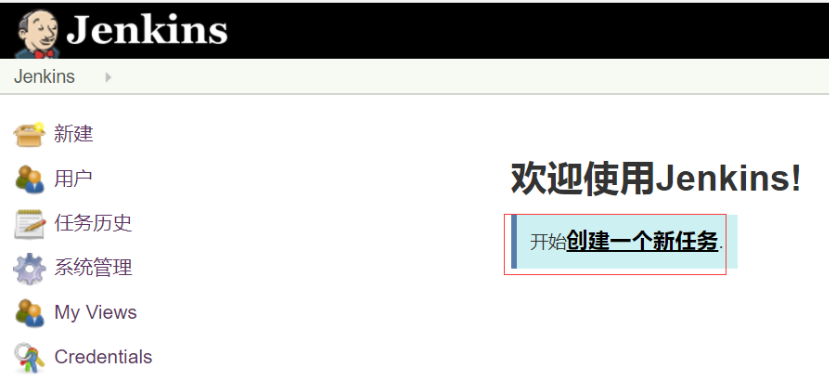 Jenkins
Jenkins
新建
用户
任务历史
系统管理
My Views
Credentials
欢迎使用Jenkins!
开始创建一个新任务.